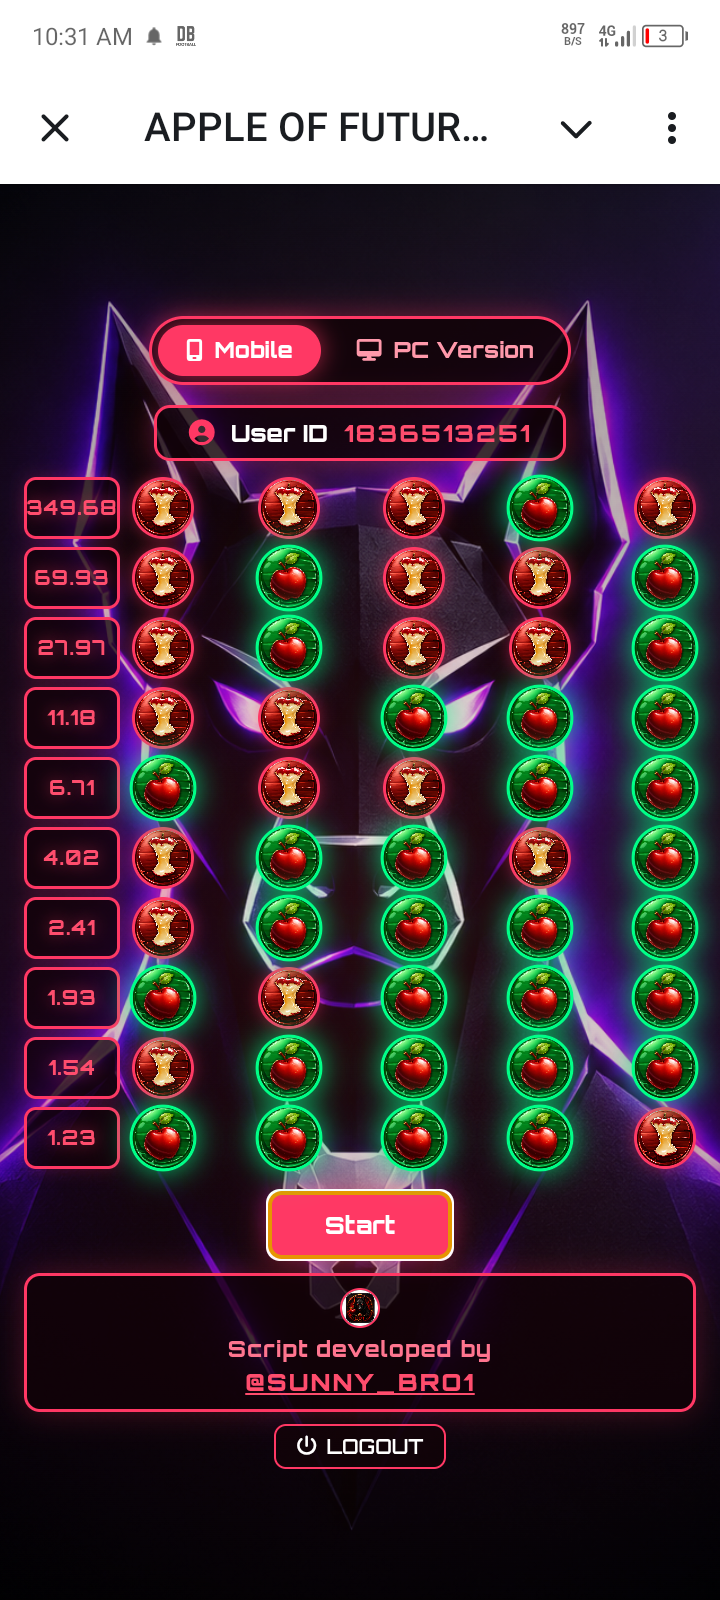 10:31 AM DB FOOTBALL 897 B/S 4G 3
APPLE OF FUTUR...
Mobile PC Version
User ID 1836513251
349.68
69.93
27.97
11.18
6.71
4.02
2.41
1.93
1.54
1.23
Start
Script developed by
@SUNNY_BRO1
LOGOUT